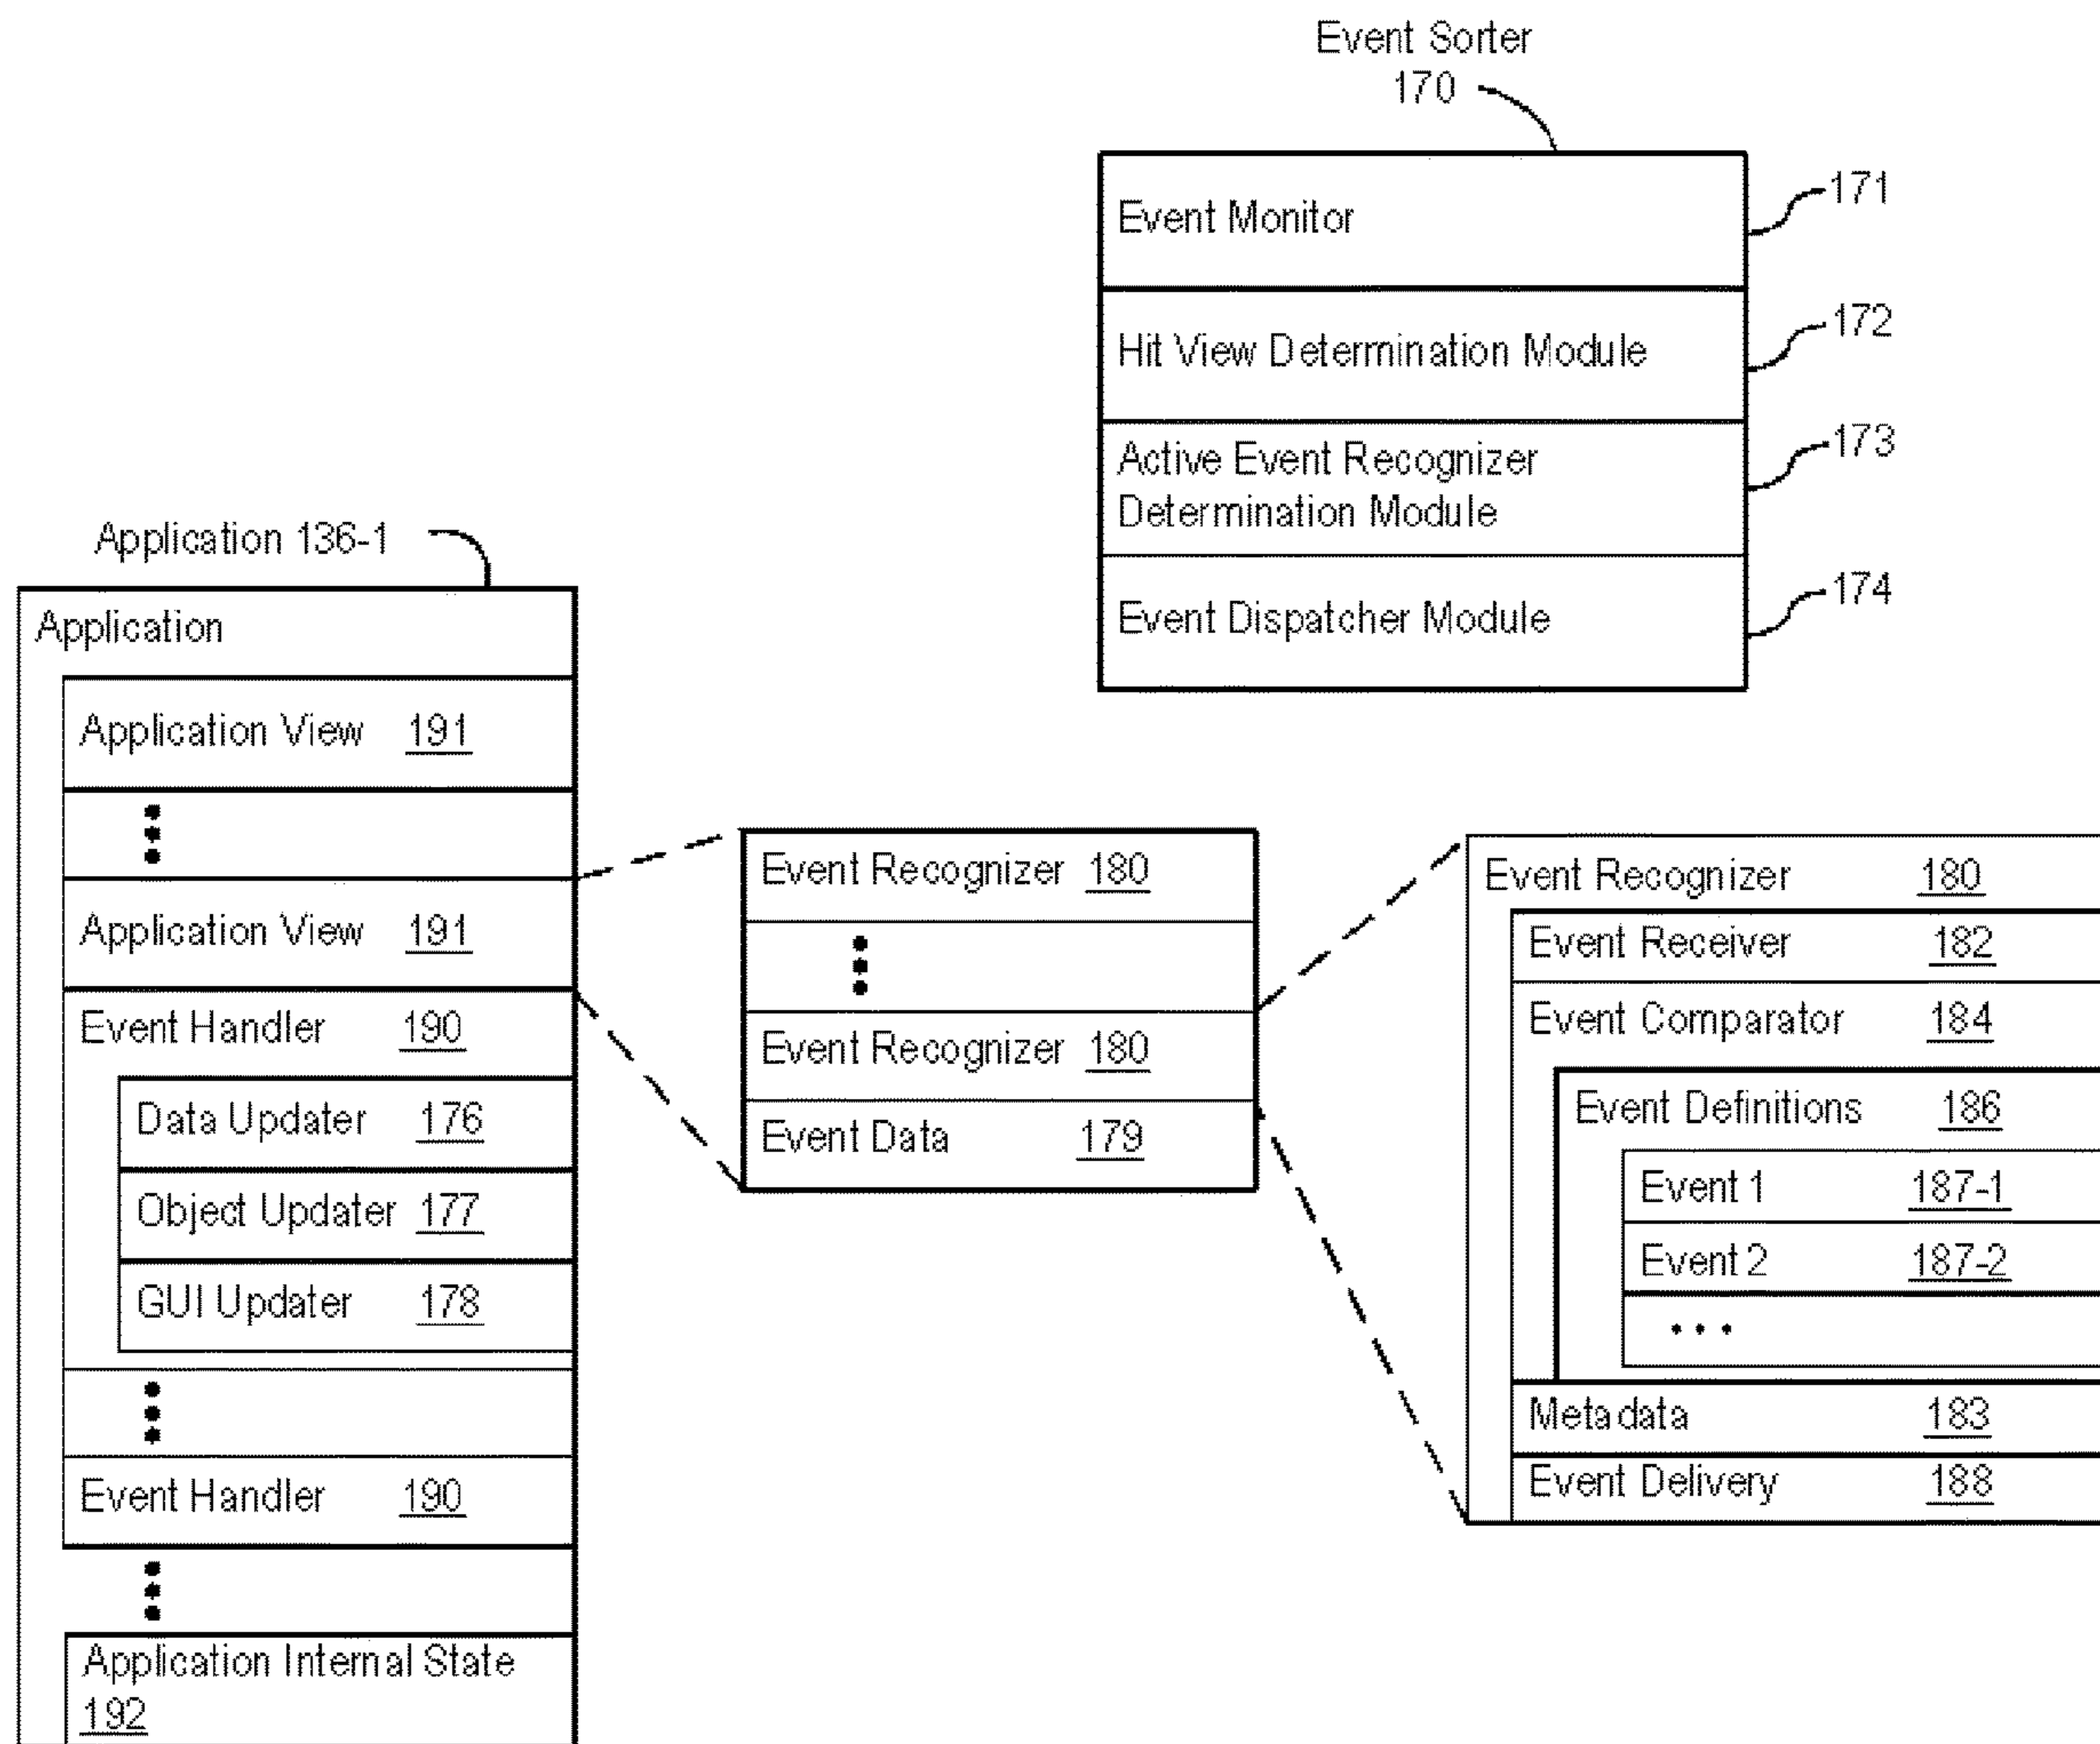 Event Sorter
170
Event Monitor
171
Hit View Determination Module
172
Active Event Recognizer
Determination Module
173
Event Dispatcher Module
174
Application 136-1
Application
Application View 191
Application View 191
Event Handler 190
Data Updater 176
Object Updater 177
GUI Updater 178
Event Handler 190
Application Internal State
192
Event Recognizer 180
Event Recognizer 180
Event Data 179
Event Recognizer 180
Event Receiver 182
Event Comparator 184
Event Definitions 186
Event 1 187-1
Event 2 187-2
• • •
Metadata 183
Event Delivery 188